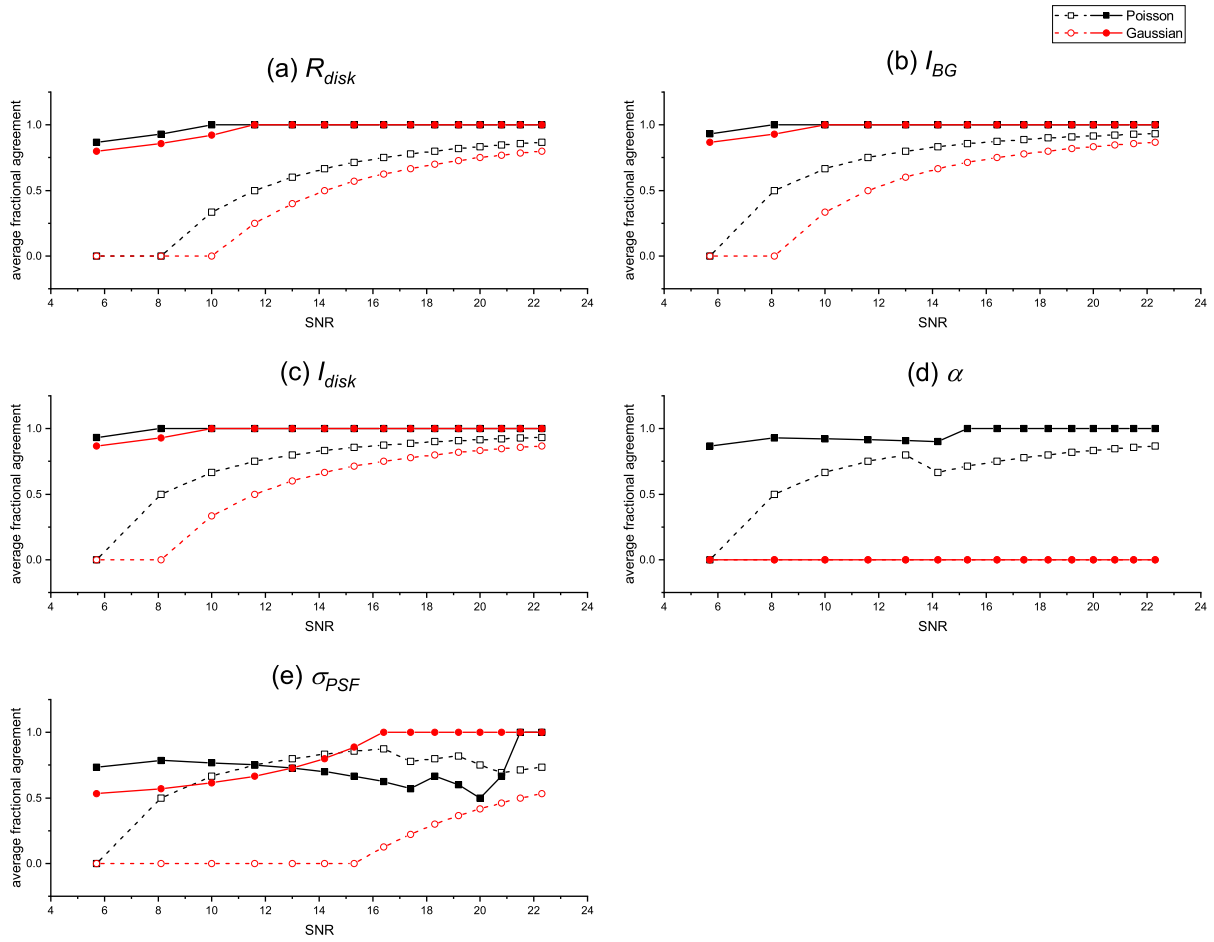 Poisson
Gaussian
(a) R_disk
average fractional agreement
1.0
0.5
0.0
4 6 8 10 12 14 16 18 20 22 24
SNR
(b) I_BG
average fractional agreement
1.0
0.5
0.0
4 6 8 10 12 14 16 18 20 22 24
SNR
(c) I_disk
average fractional agreement
1.0
0.5
0.0
4 6 8 10 12 14 16 18 20 22 24
SNR
(d) α
average fractional agreement
1.0
0.5
0.0
4 6 8 10 12 14 16 18 20 22 24
SNR
(e) σ_PSF
average fractional agreement
1.0
0.5
0.0
4 6 8 10 12 14 16 18 20 22 24
SNR